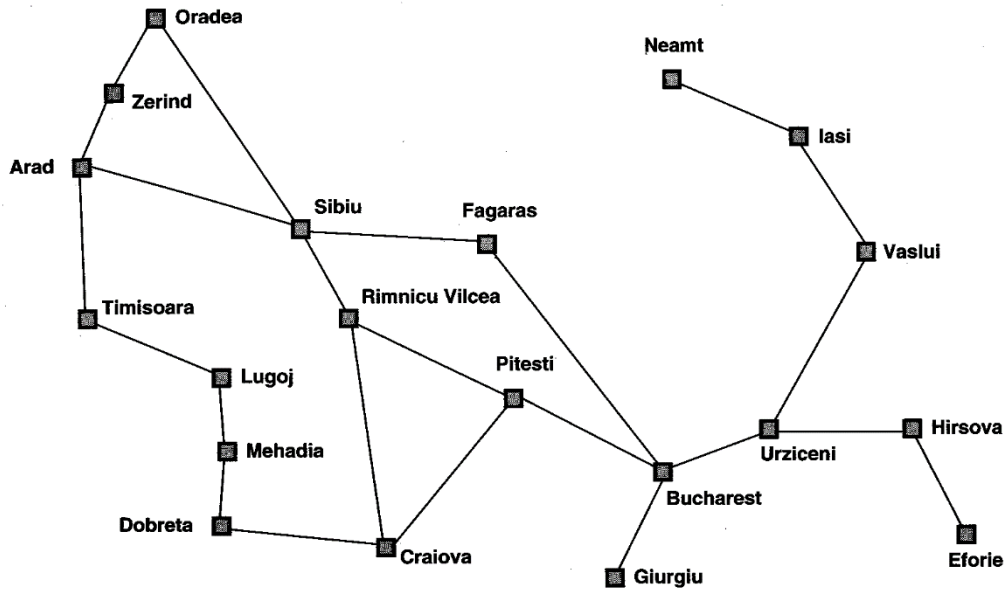 Oradea
Neamt
Zerind
Iasi
Arad
Sibiu
Fagaras
Vaslui
Timisoara
Rimnicu Vilcea
Pitesti
Lugoj
Hirsova
Mehadia
Urziceni
Bucharest
Dobreta
Craiova
Eforie
Giurgiu